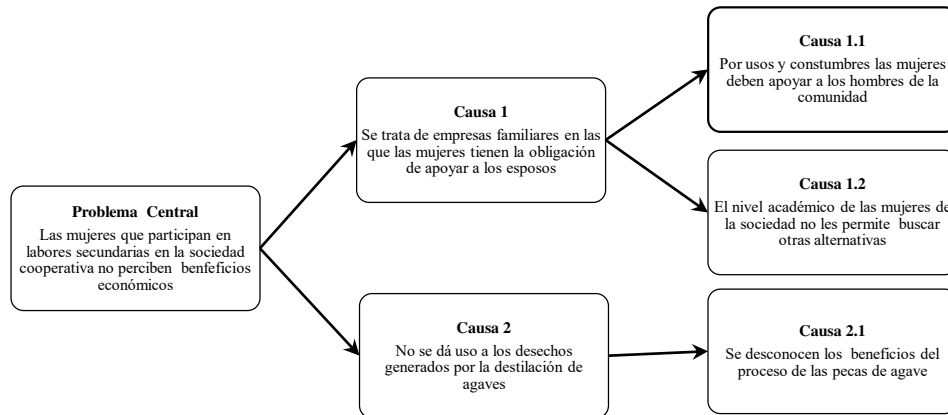 Causa 1.1
Por usos y constumbres las mujeres
deben apoyar a los hombres de la
comunidad
Causa 1
Se trata de empresas familiares en las
que las mujeres tienen la obligación
de apoyar a los esposos
Causa 1.2
El nivel académico de las mujeres de
la sociedad no les permite buscar
otras alternativas
Problema Central
Las mujeres que participan en
labores secundarias en la sociedad
cooperativa no perciben benfeficios
económicos
Causa 2
No se dá uso a los desechos
generados por la destilación de
agaves
Causa 2.1
Se desconocen los beneficios del
proceso de las pecas de agave